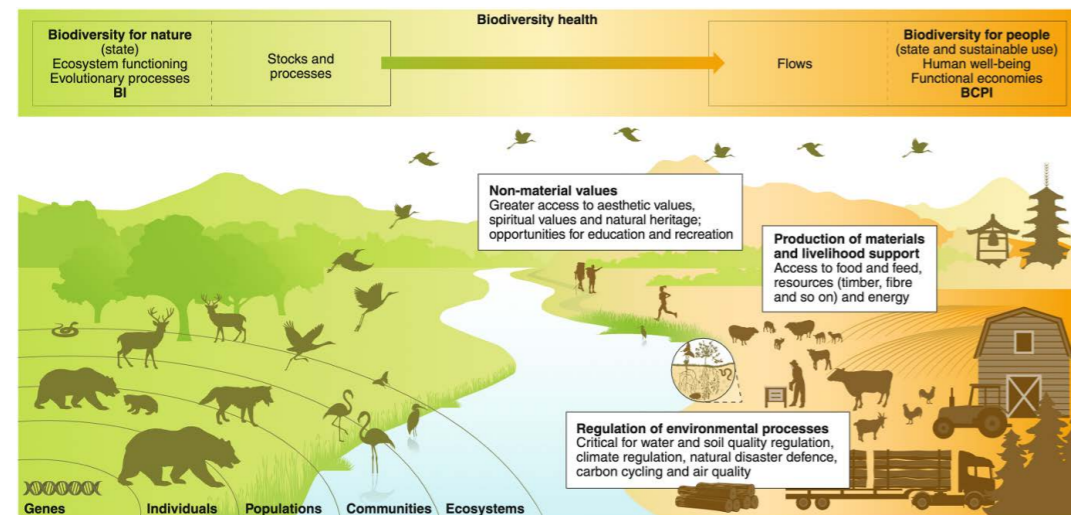 Biodiversity health
Biodiversity for nature
(state)
Ecosystem functioning
Evolutionary processes
BI
Stocks and
processes
Flows
Biodiversity for people
(state and sustainable use)
Human well-being
Functional economies
BCPI
Non-material values
Greater access to aesthetic values,
spiritual values and natural heritage;
opportunities for education and recreation
Production of materials
and livelihood support
Access to food and feed,
resources (timber, fibre
and so on) and energy
Regulation of environmental processes
Critical for water and soil quality regulation,
climate regulation, natural disaster defence,
carbon cycling and air quality
Genes
Individuals
Populations
Communities
Ecosystems